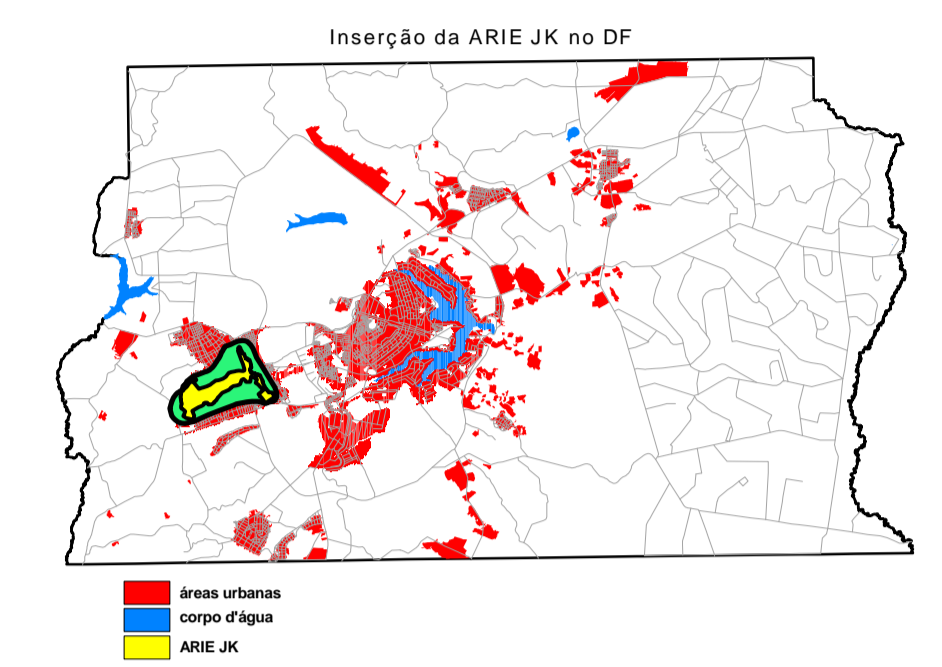 Inserção da ARIE JK no DF
áreas urbanas
corpo d'água
ARIE JK